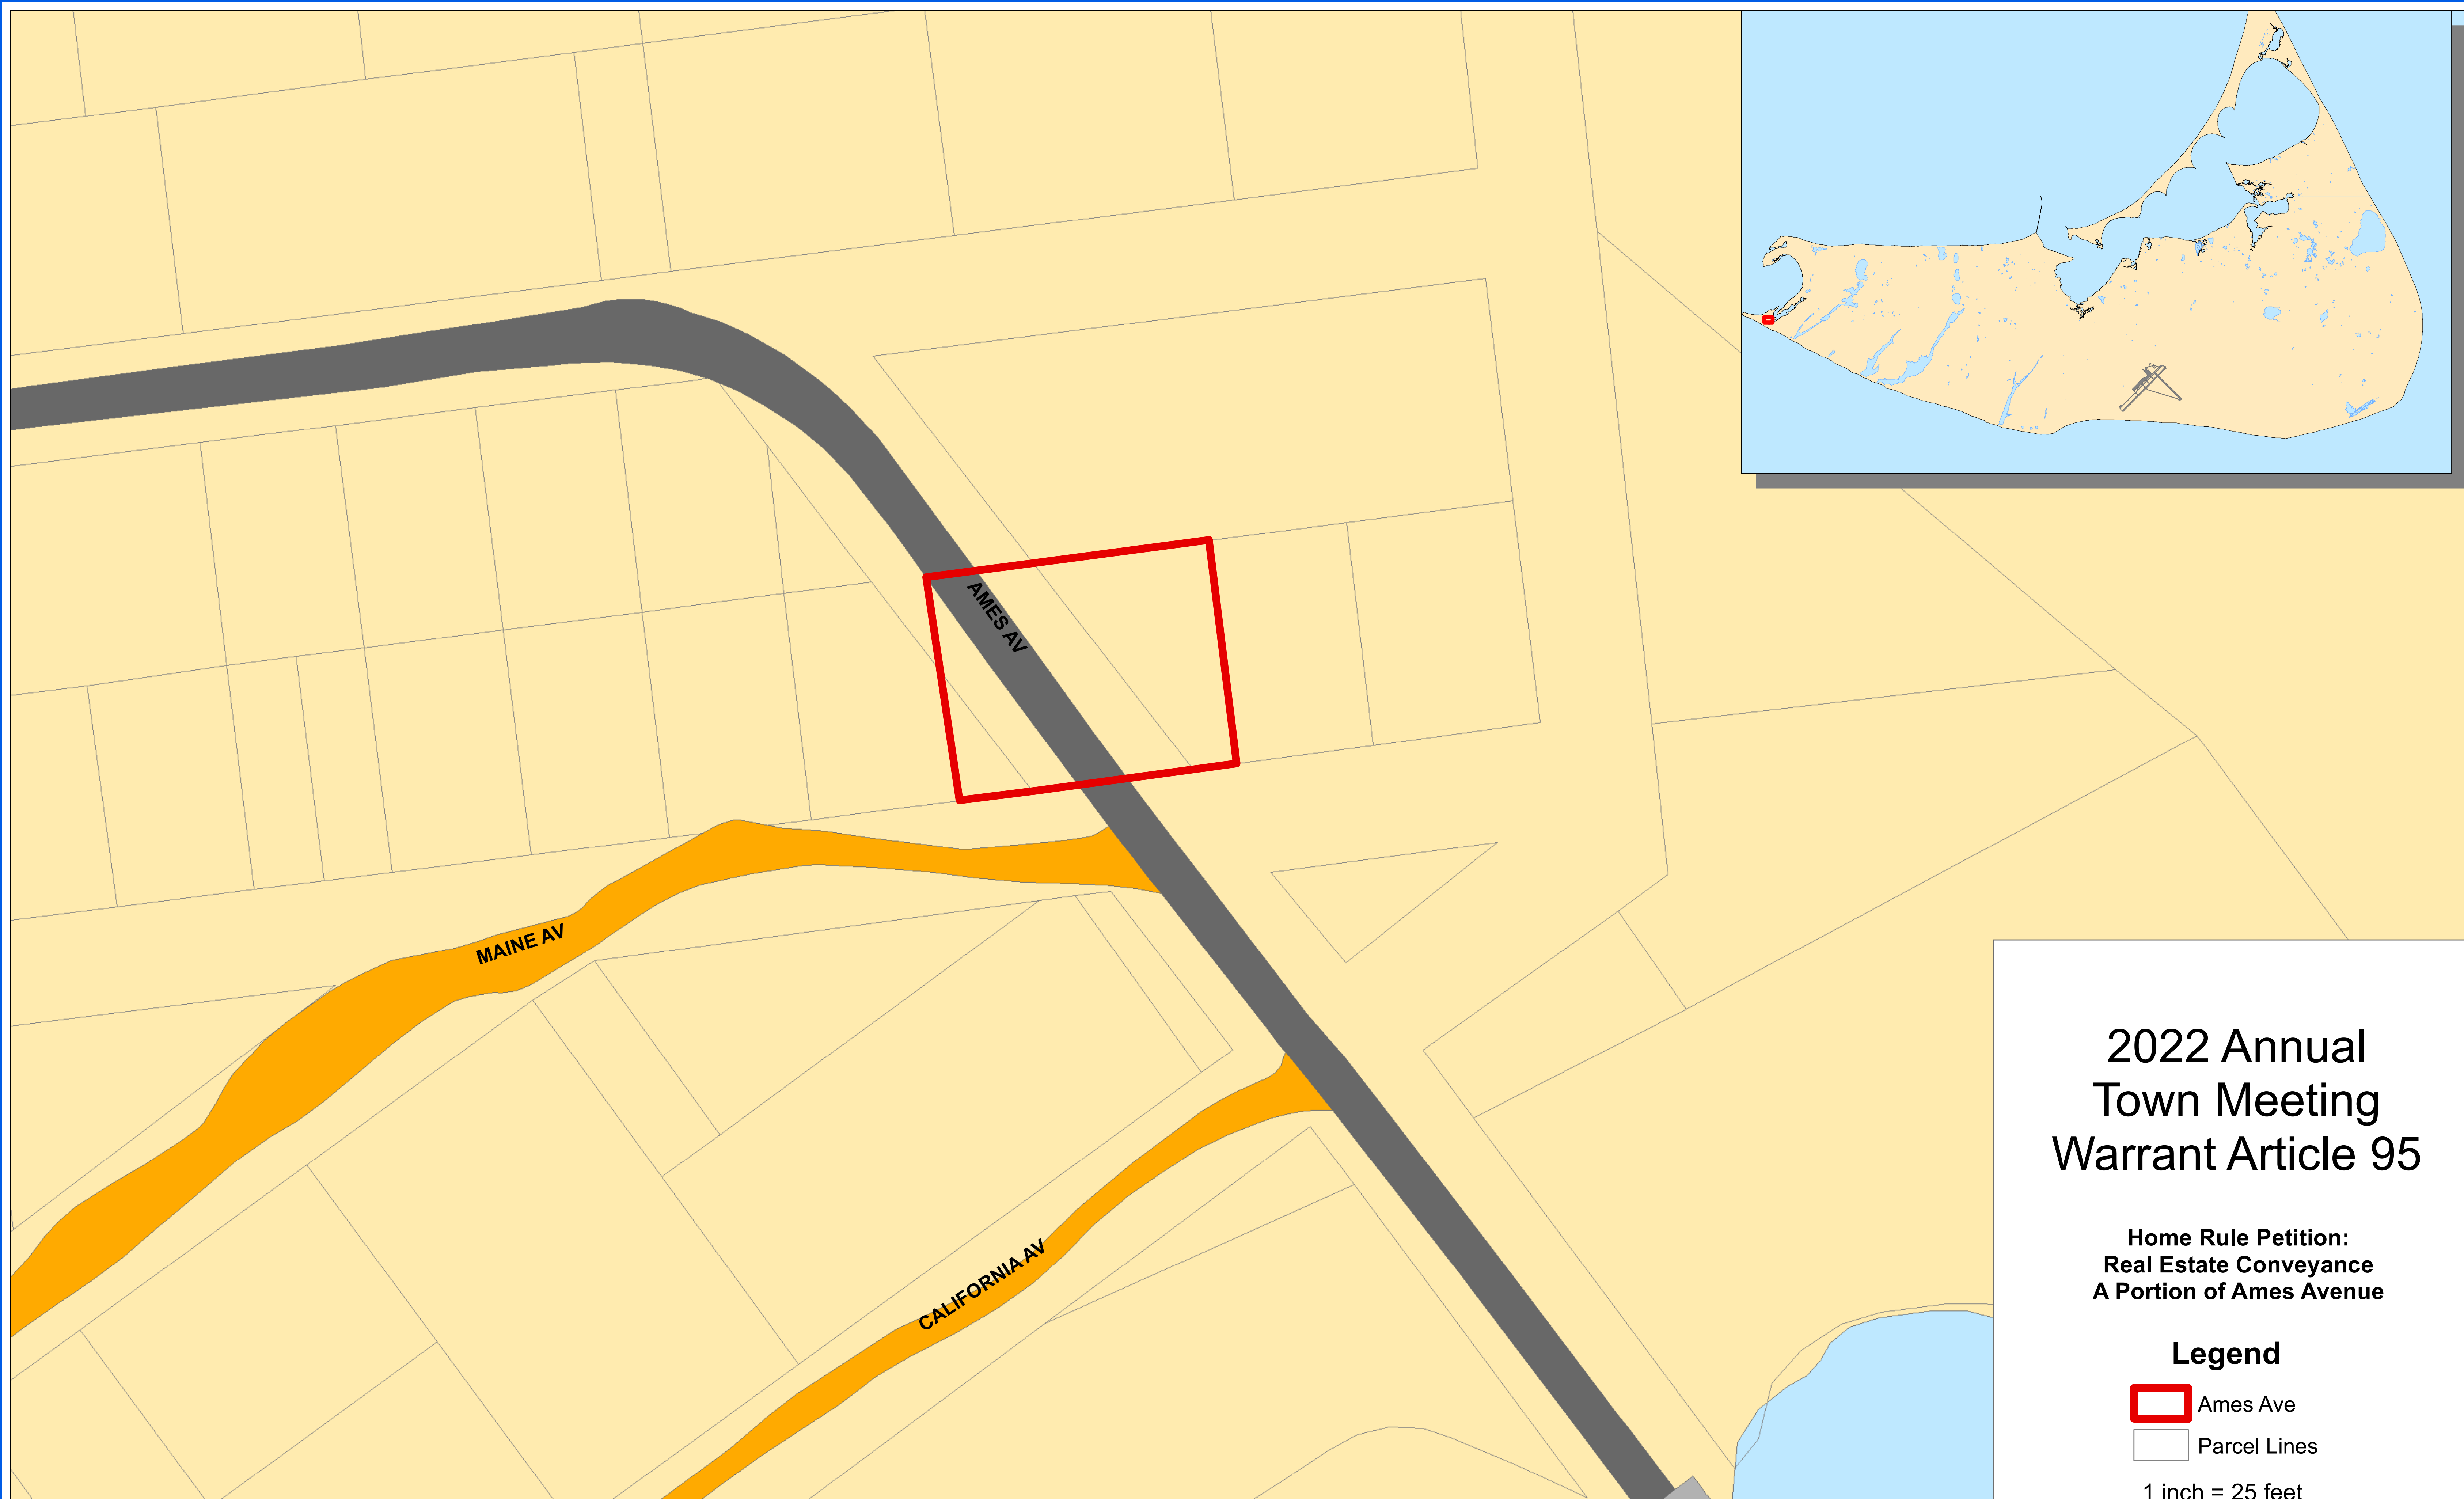 AMES AV
MAINE AV
CALIFORNIA AV
2022 Annual
Town Meeting
Warrant Article 95
Home Rule Petition:
Real Estate Conveyance
A Portion of Ames Avenue
Legend
Ames Ave
Parcel Lines
1 inch = 25 feet